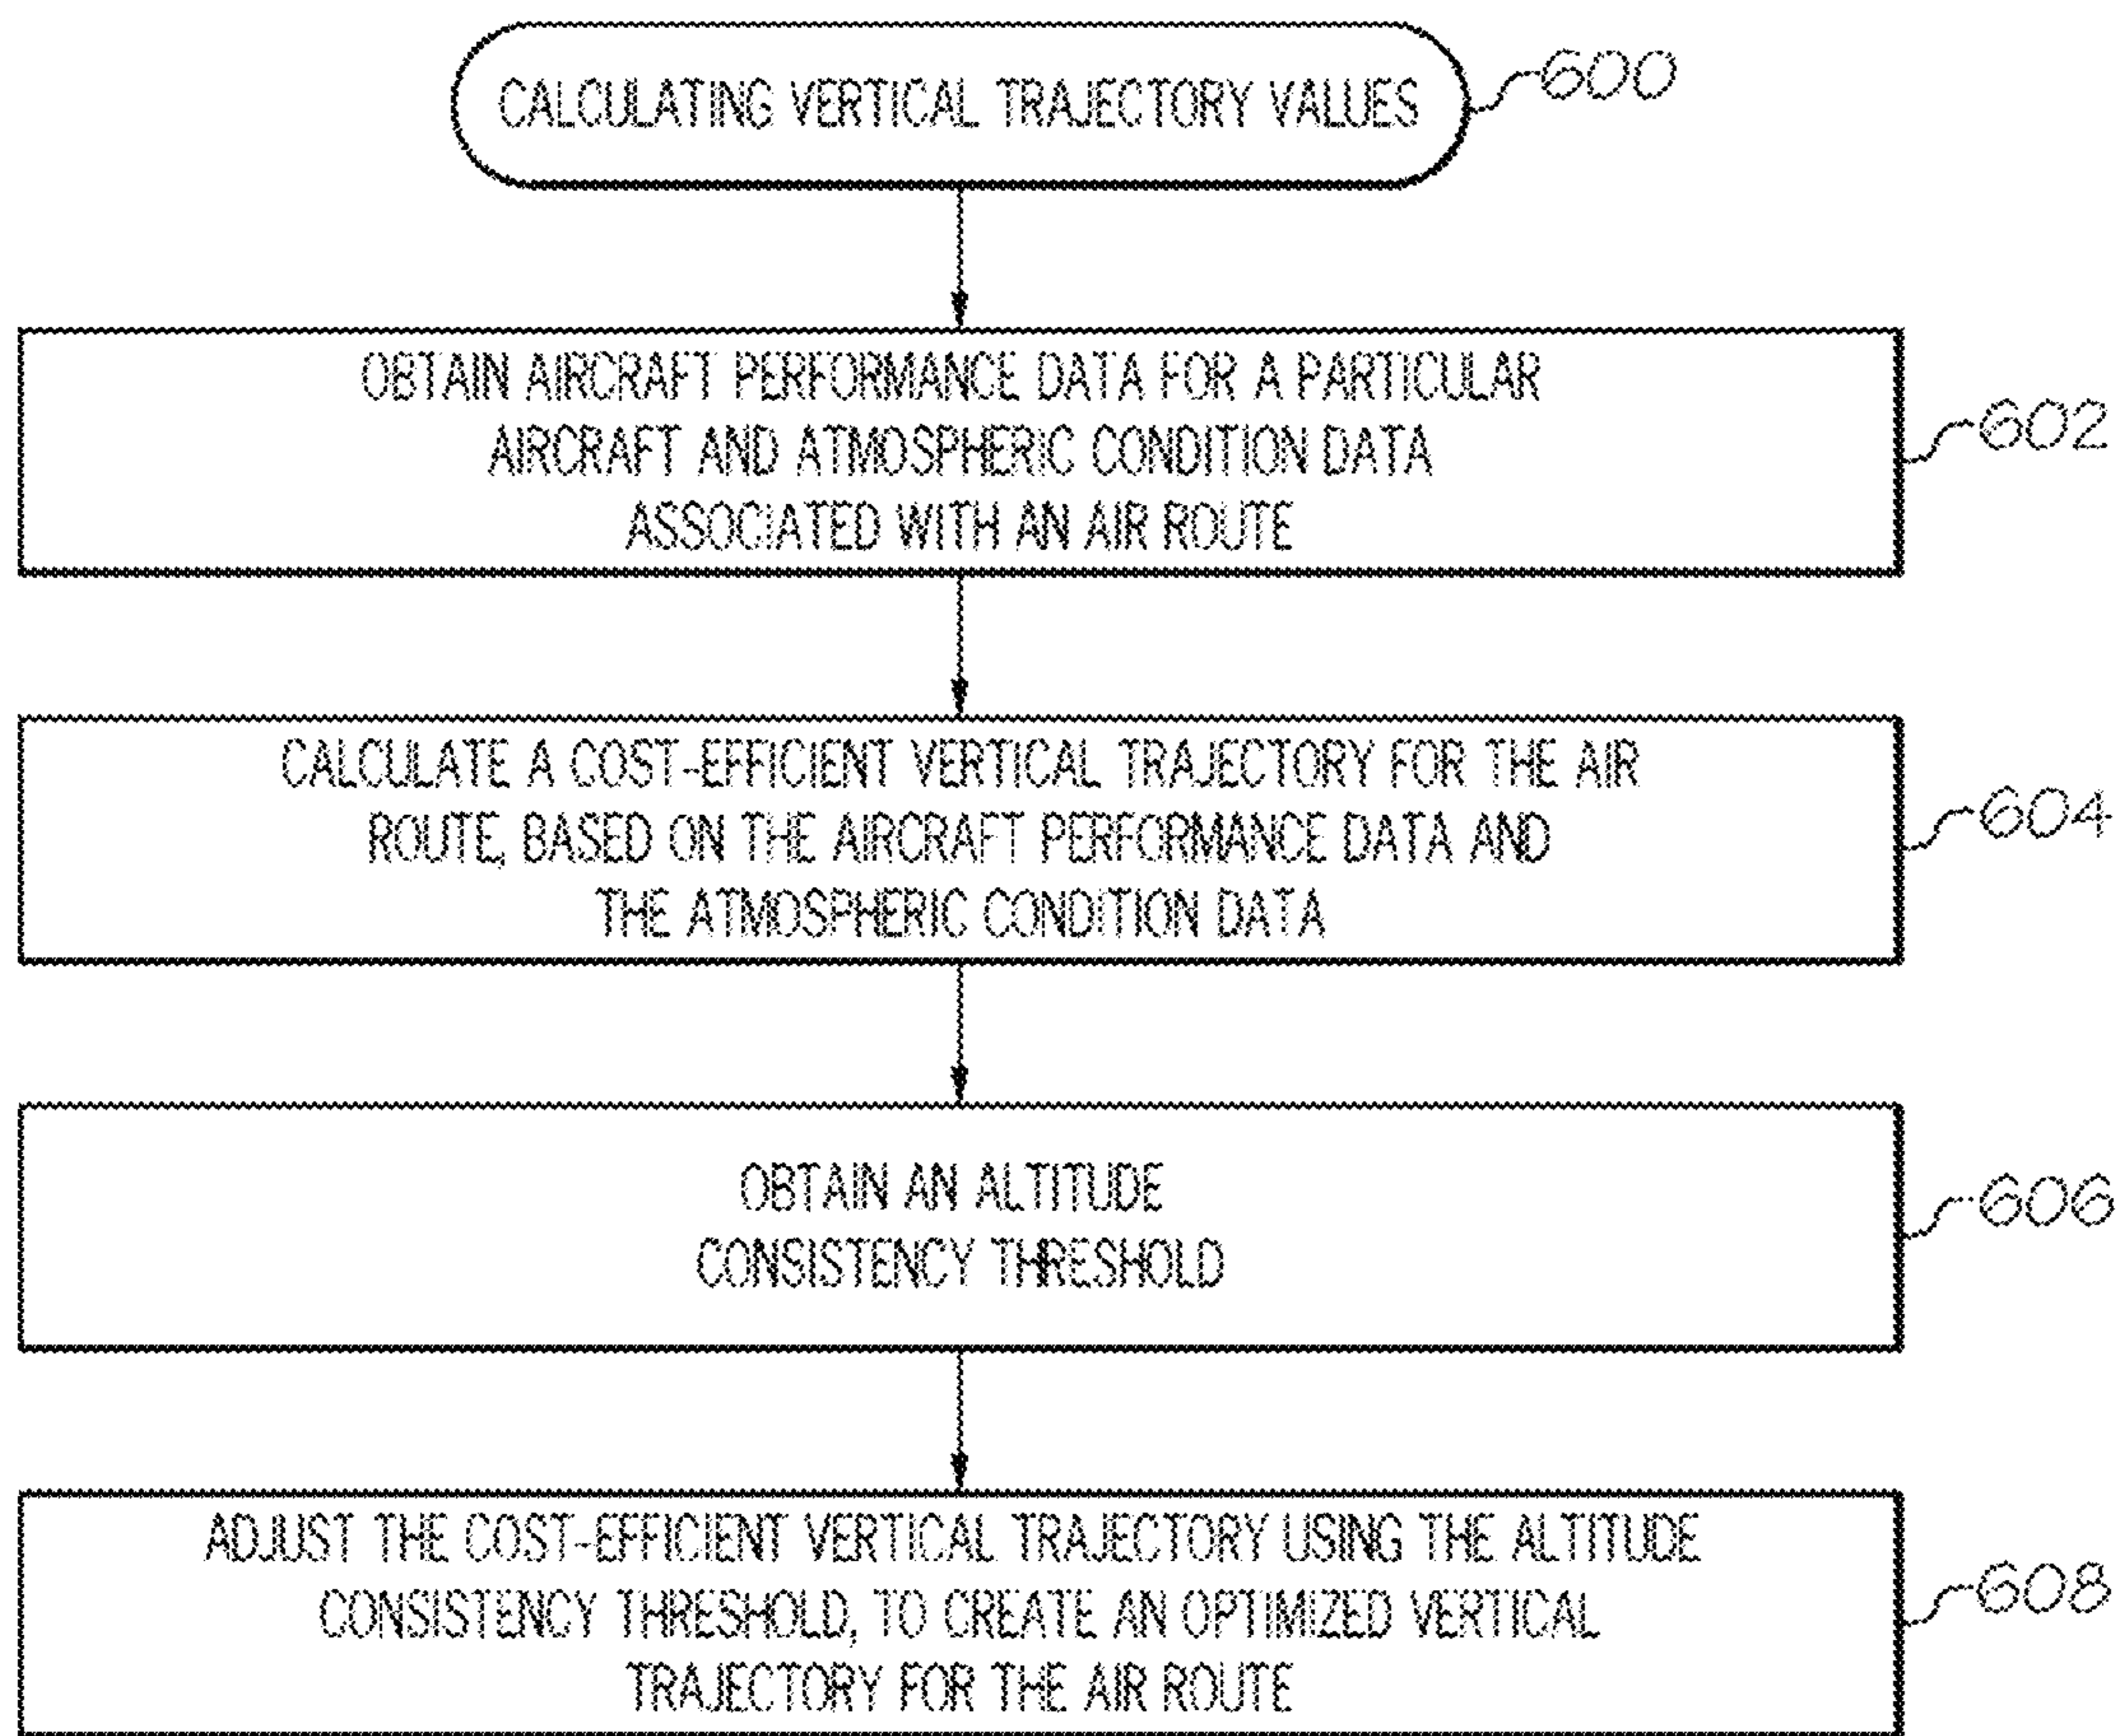 CALCULATING VERTICAL TRAJECTORY VALUES
600
OBTAIN AIRCRAFT PERFORMANCE DATA FOR A PARTICULAR
AIRCRAFT AND ATMOSPHERIC CONDITION DATA
ASSOCIATED WITH AN AIR ROUTE
602
CALCULATE A COST-EFFICIENT VERTICAL TRAJECTORY FOR THE AIR
ROUTE, BASED ON THE AIRCRAFT PERFORMANCE DATA AND
THE ATMOSPHERIC CONDITION DATA
604
OBTAIN AN ALTITUDE
CONSISTENCY THRESHOLD
606
ADJUST THE COST-EFFICIENT VERTICAL TRAJECTORY USING THE ALTITUDE
CONSISTENCY THRESHOLD, TO CREATE AN OPTIMIZED VERTICAL
TRAJECTORY FOR THE AIR ROUTE
608